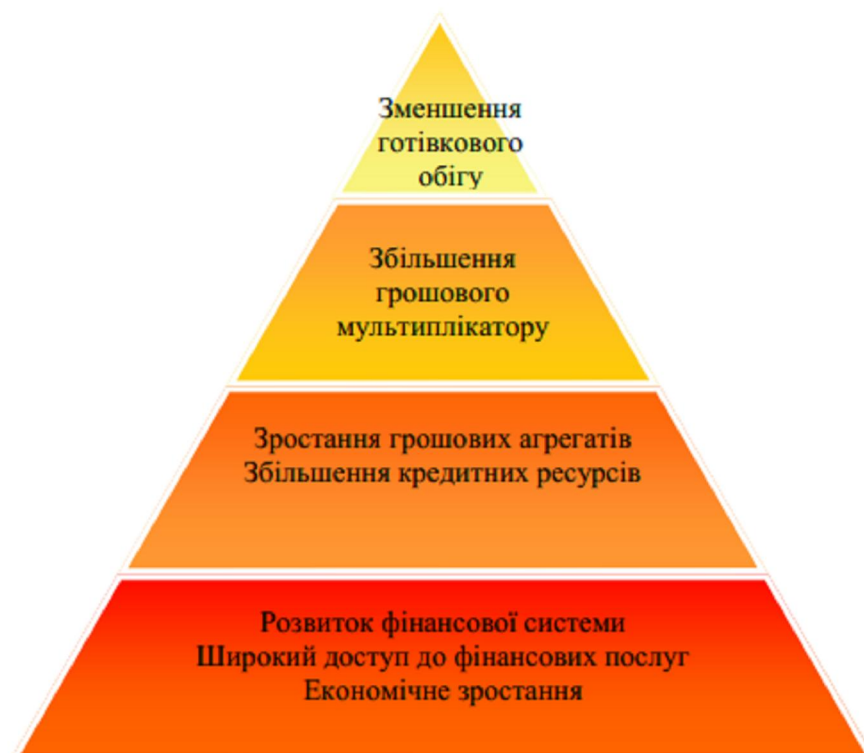 Зменшення
готівкового
обігу
Збільшення
грошового
мультиплікатору
Зростання грошових агрегатів
Збільшення кредитних ресурсів
Розвиток фінансової системи
Широкий доступ до фінансових послуг
Економічне зростання